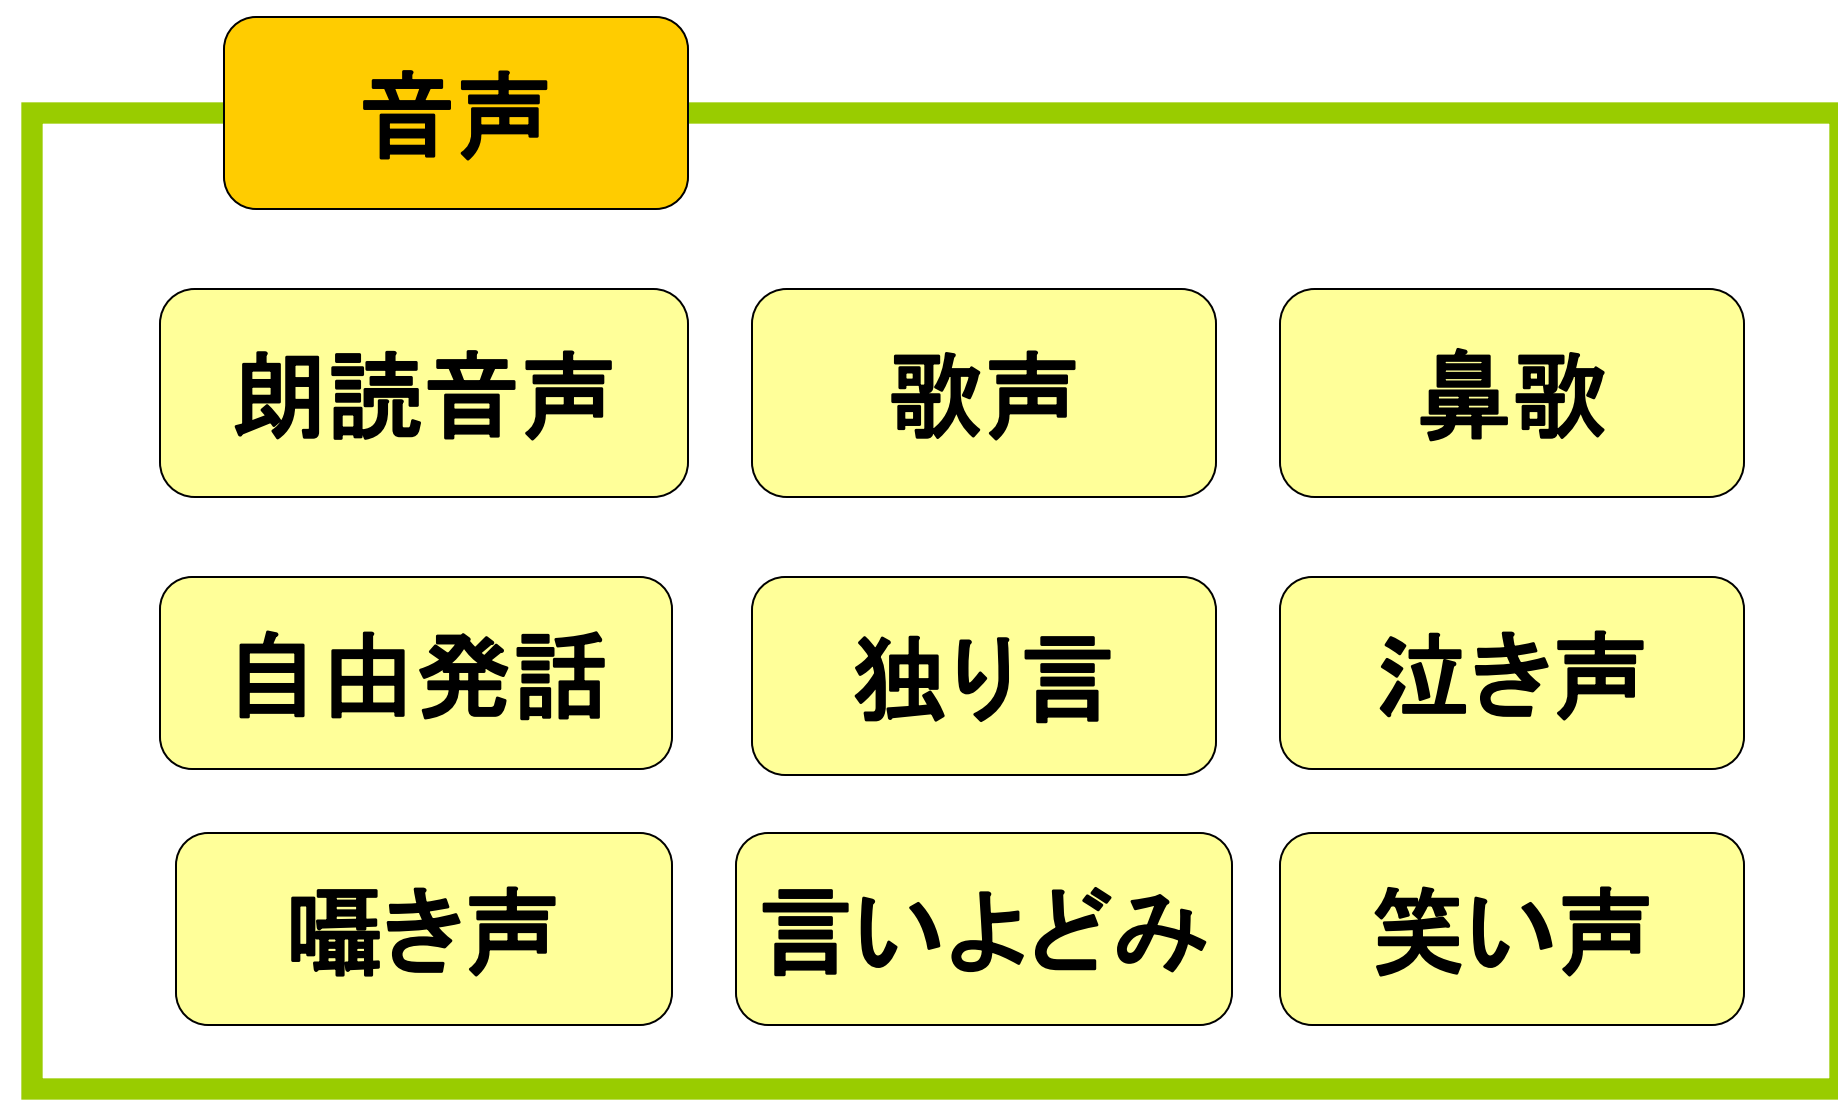 音声
朗読音声
歌声
鼻歌
自由発話
独り言
泣き声
囁き声
言いよどみ
笑い声